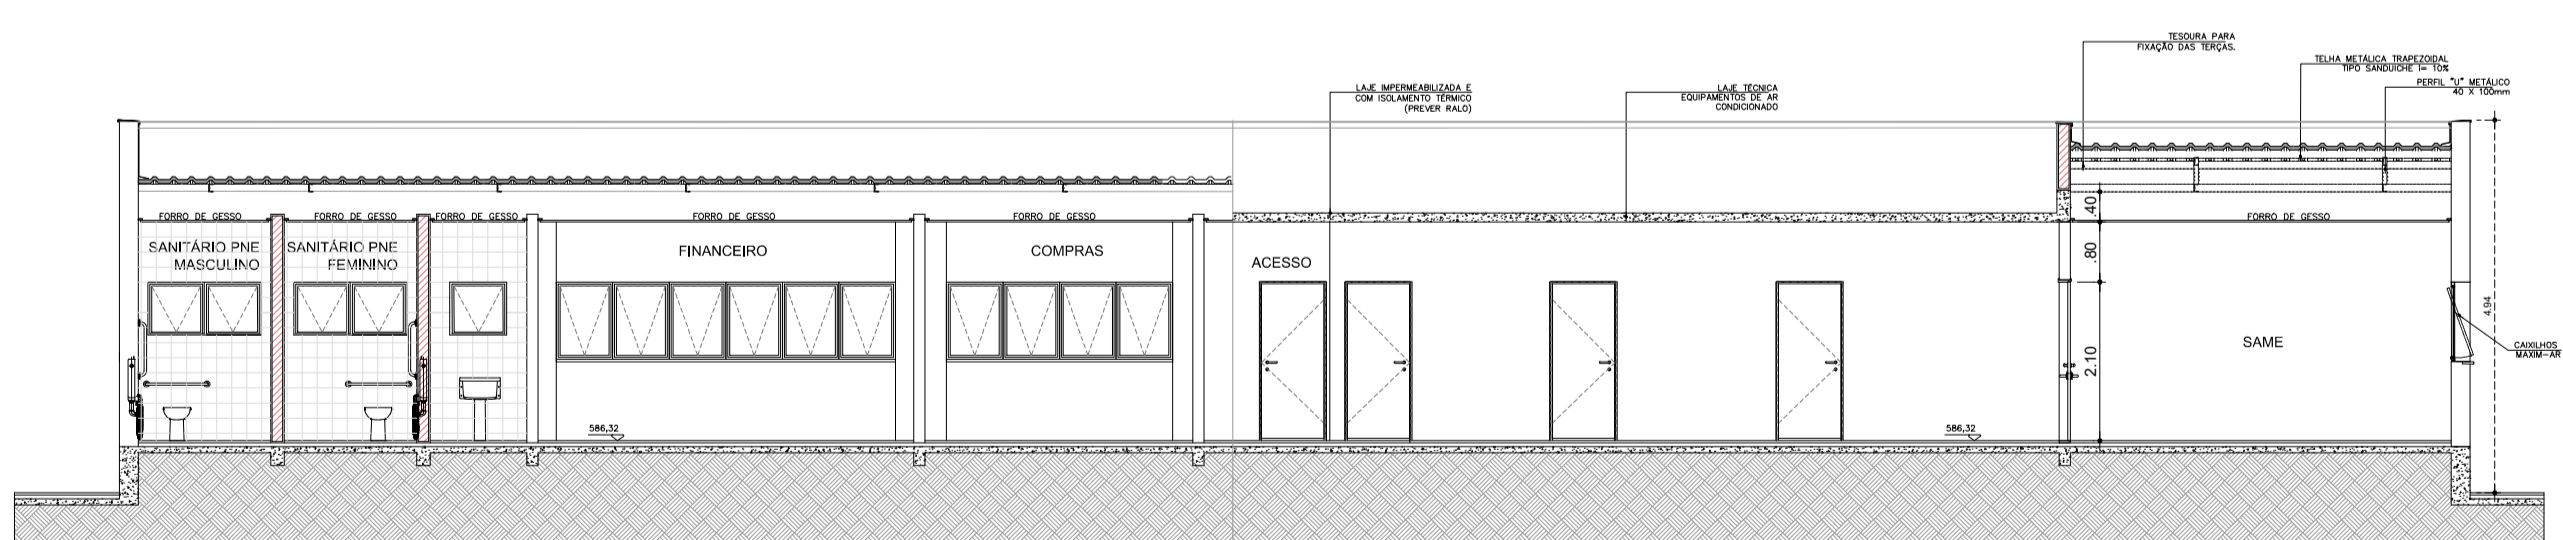 TESOURA PARA
FIXAÇÃO DAS TERÇAS.
TELHA METÁLICA TRAPEZOIDAL
TIPO SANDUICHE I= 10%
PERFIL "U" METÁLICO
40 X 100mm
LAJE IMPERMEABILIZADA E
COM ISOLAMENTO TÉRMICO
(PREVER RALO)
LAJE TÉCNICA
EQUIPAMENTOS DE AR
CONDICIONADO
FORRO DE GESSO
FORRO DE GESSO
FORRO DE GESSO
FORRO DE GESSO
FORRO DE GESSO
FORRO DE GESSO
.40
SANITÁRIO PNE
MASCULINO
SANITÁRIO PNE
FEMININO
FINANCEIRO
COMPRAS
ACESSO
.80
4.94
SAME
2.10
CAIXILHOS
MAXIM-AR
586,32
586,32